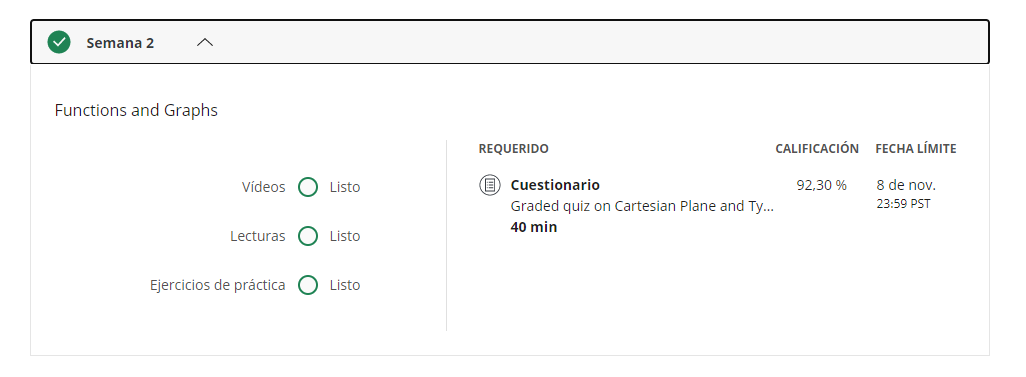 Semana 2
Functions and Graphs
Vídeos Listo
Lecturas Listo
Ejercicios de práctica Listo
REQUERIDO CALIFICACIÓN FECHA LÍMITE
Cuestionario 92,30 % 8 de nov.
Graded quiz on Cartesian Plane and Ty... 23:59 PST
40 min